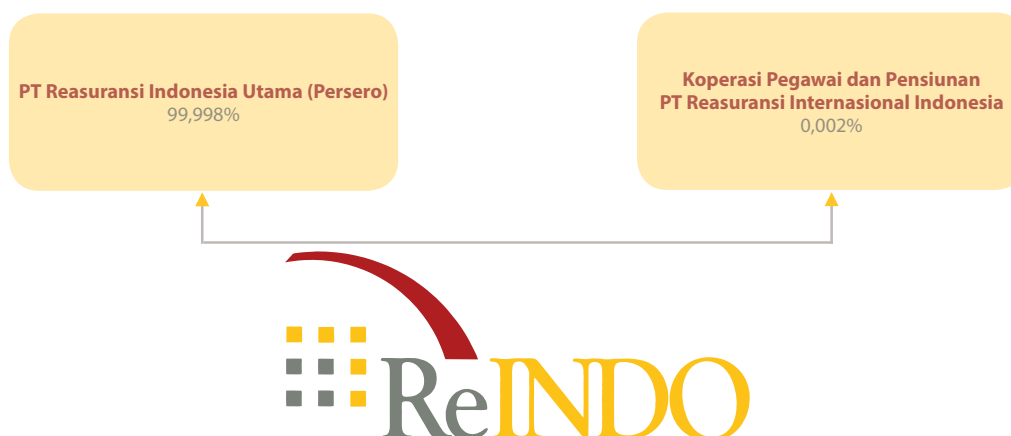 PT Reasuransi Indonesia Utama (Persero)
99,998%
Koperasi Pegawai dan Pensiunan
PT Reasuransi Internasional Indonesia
0,002%
ReINDO